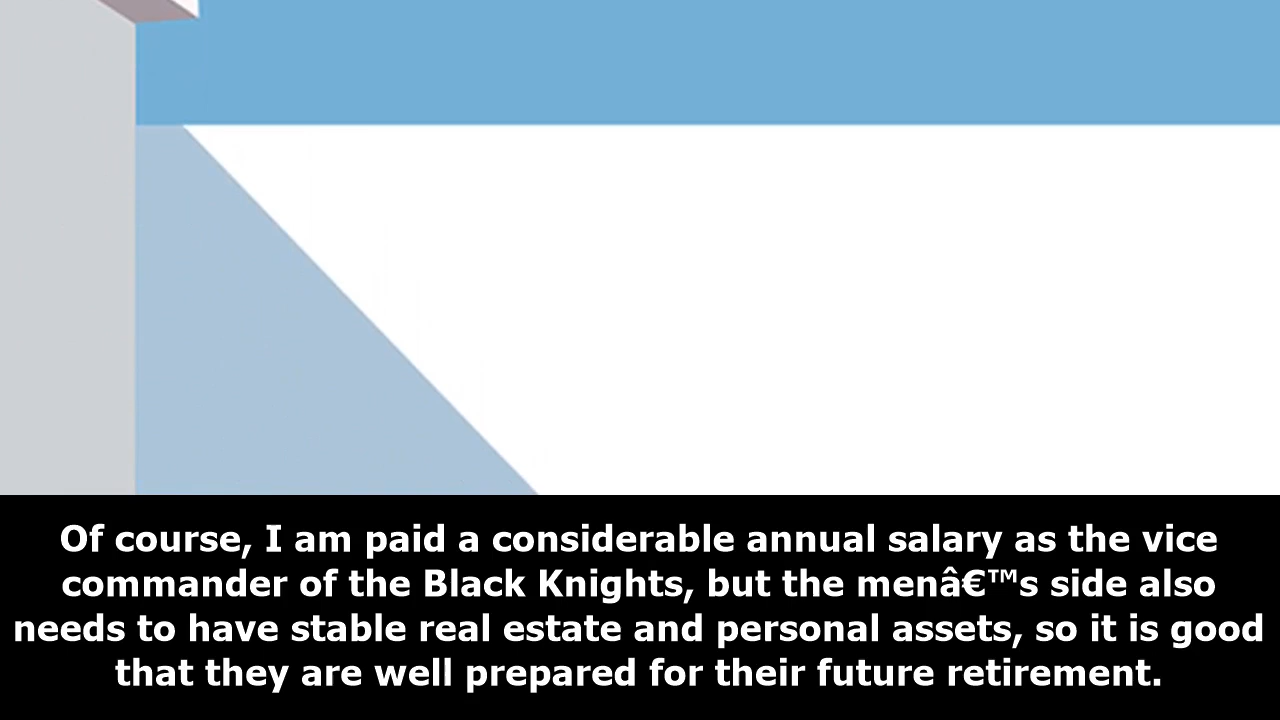 Of course, I am paid a considerable annual salary as the vice
commander of the Black Knights, but the menâ€™s side also
needs to have stable real estate and personal assets, so it is good
that they are well prepared for their future retirement.